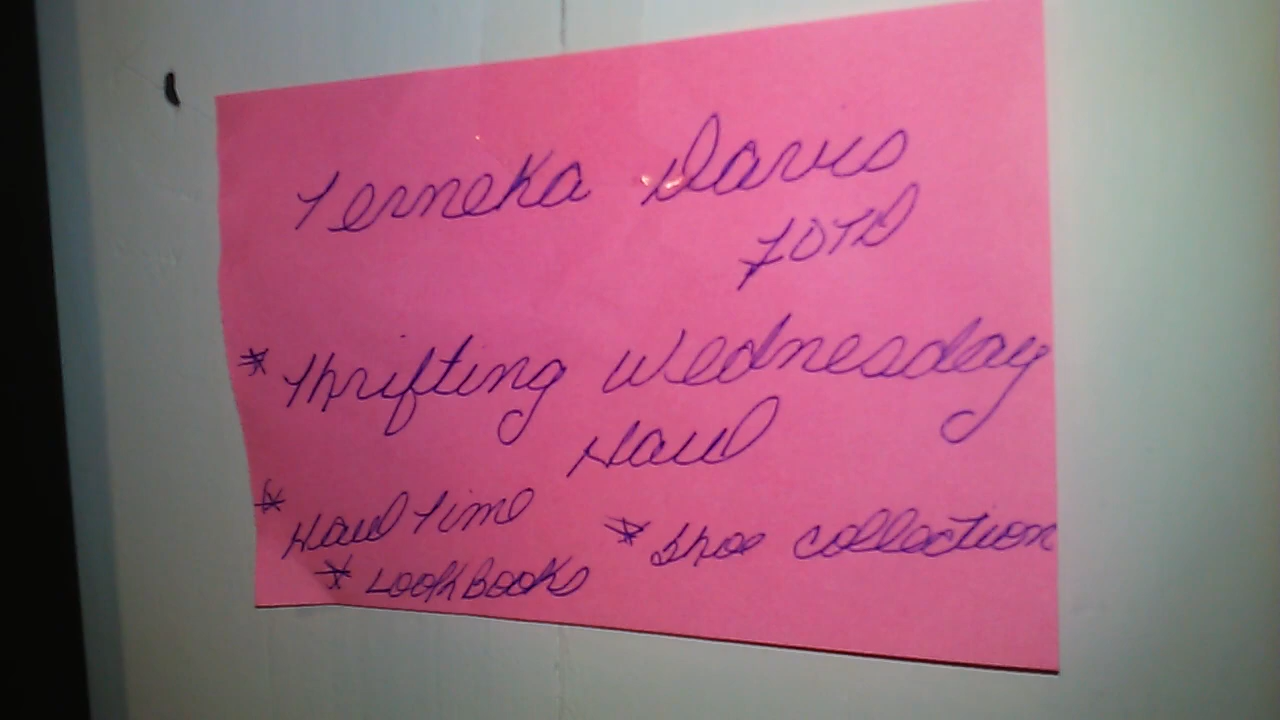 Terneka Davis
FOTD
* Thrifting Wednesday
Haul
* Haul Time
* Shoe collection
* LookBooks